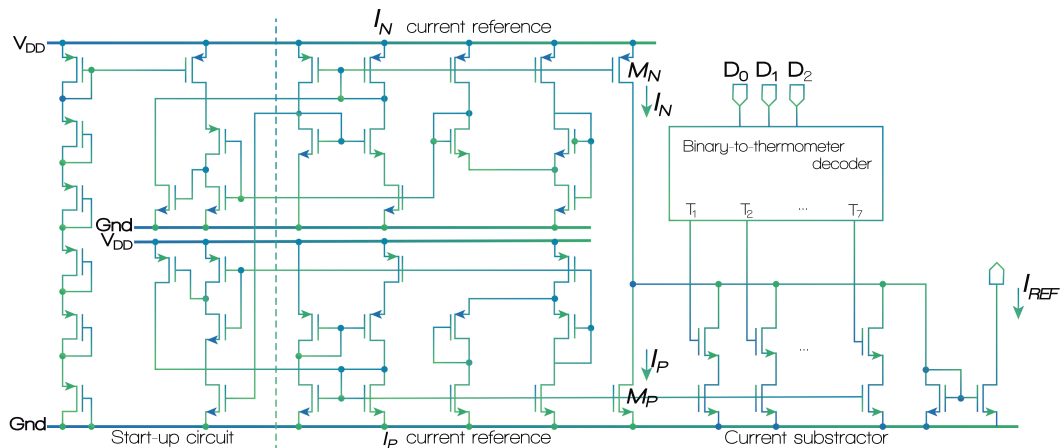 I_N current reference
V_DD
M_N
I_N
D_0 D_1 D_2
Binary-to-thermometer
decoder
T_1 T_2 ... T_7
Gnd
V_DD
I_REF
...
I_P
M_P
Gnd
Start-up circuit
I_P current reference
Current substractor